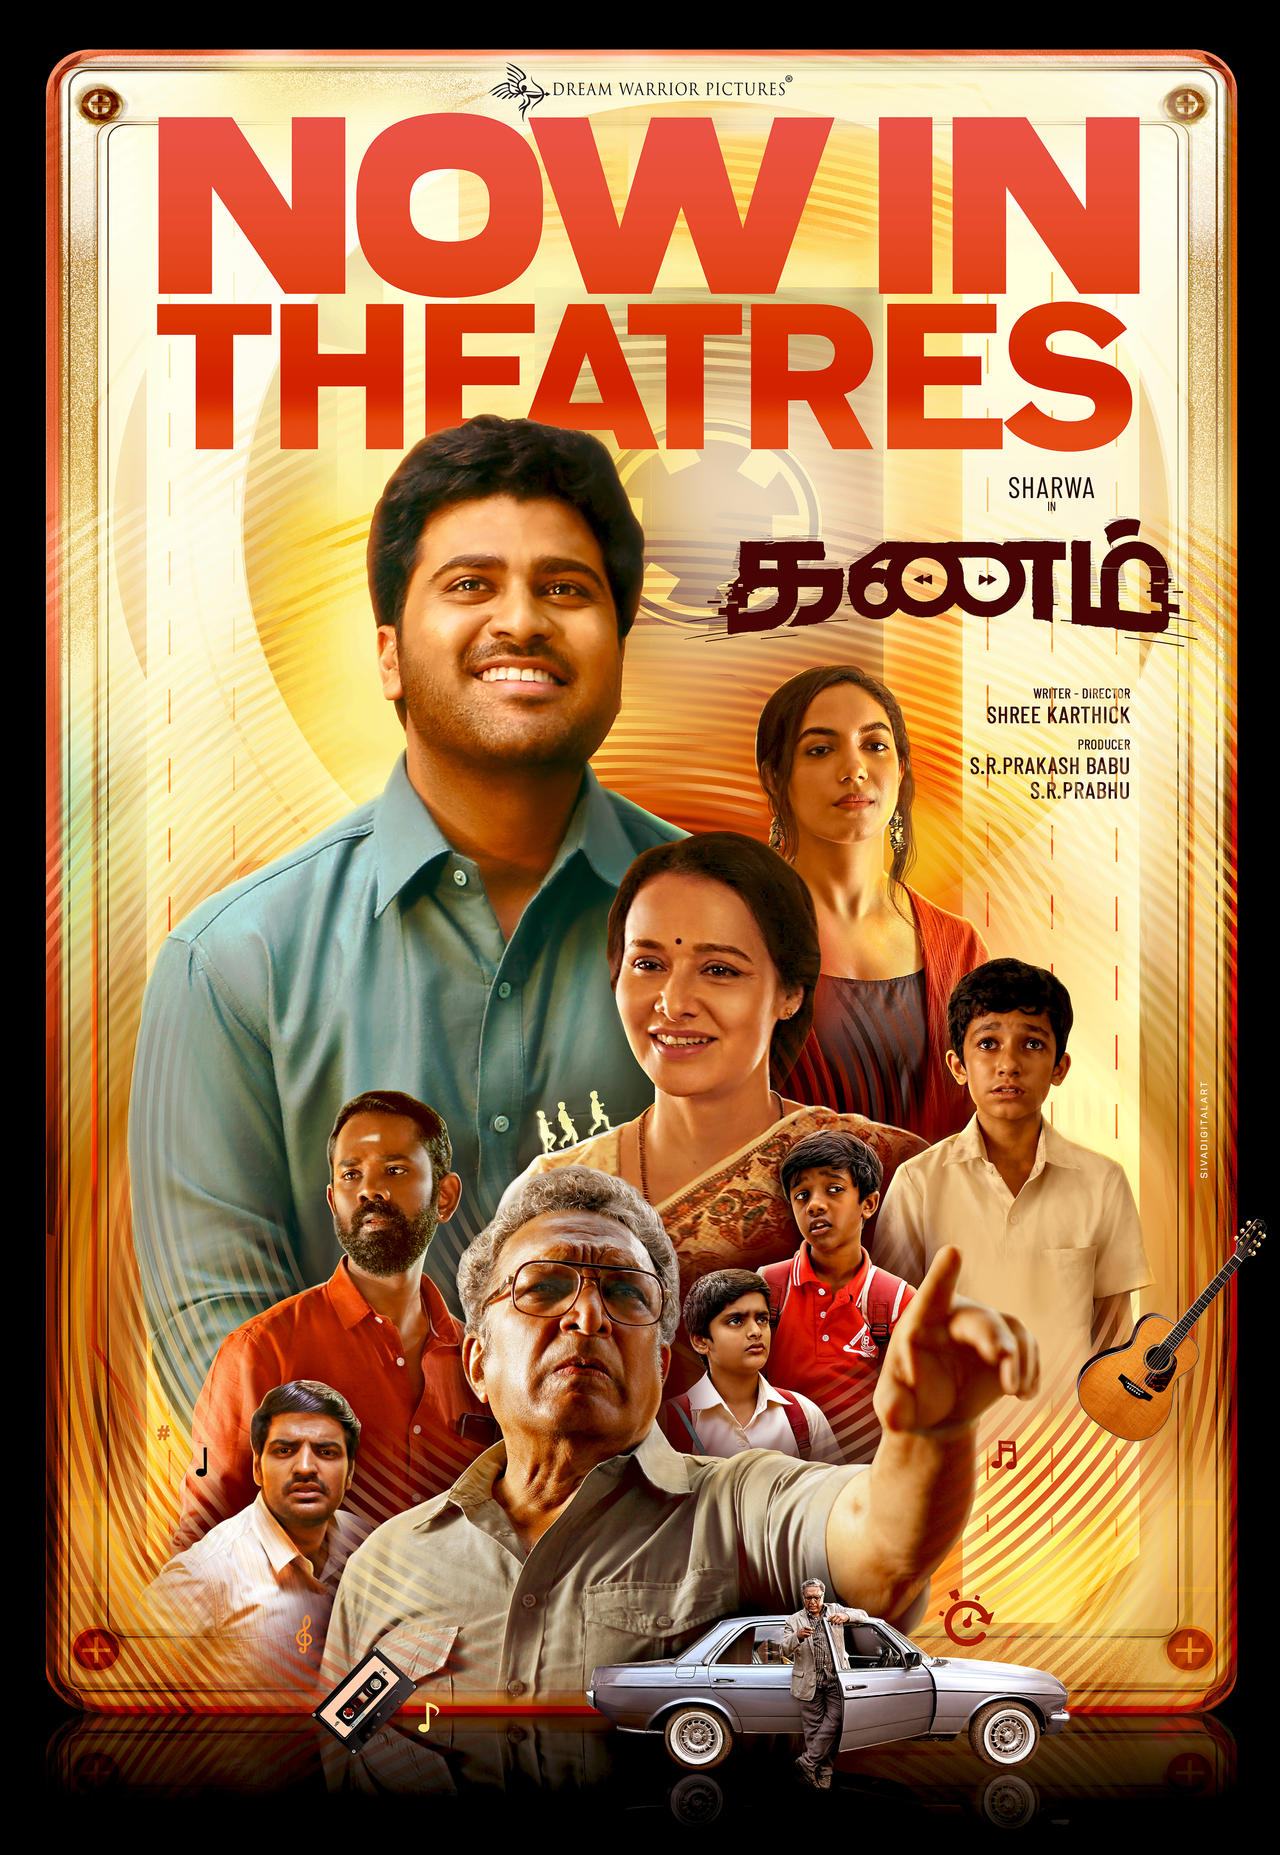 DREAM WARRIOR PICTURES®
NOW IN
THEATRES
SHARWA
IN
கணம்
WRITER - DIRECTOR
SHREE KARTHICK
PRODUCER
S.R.PRAKASH BABU
S.R.PRABHU
SIVADIGITALART